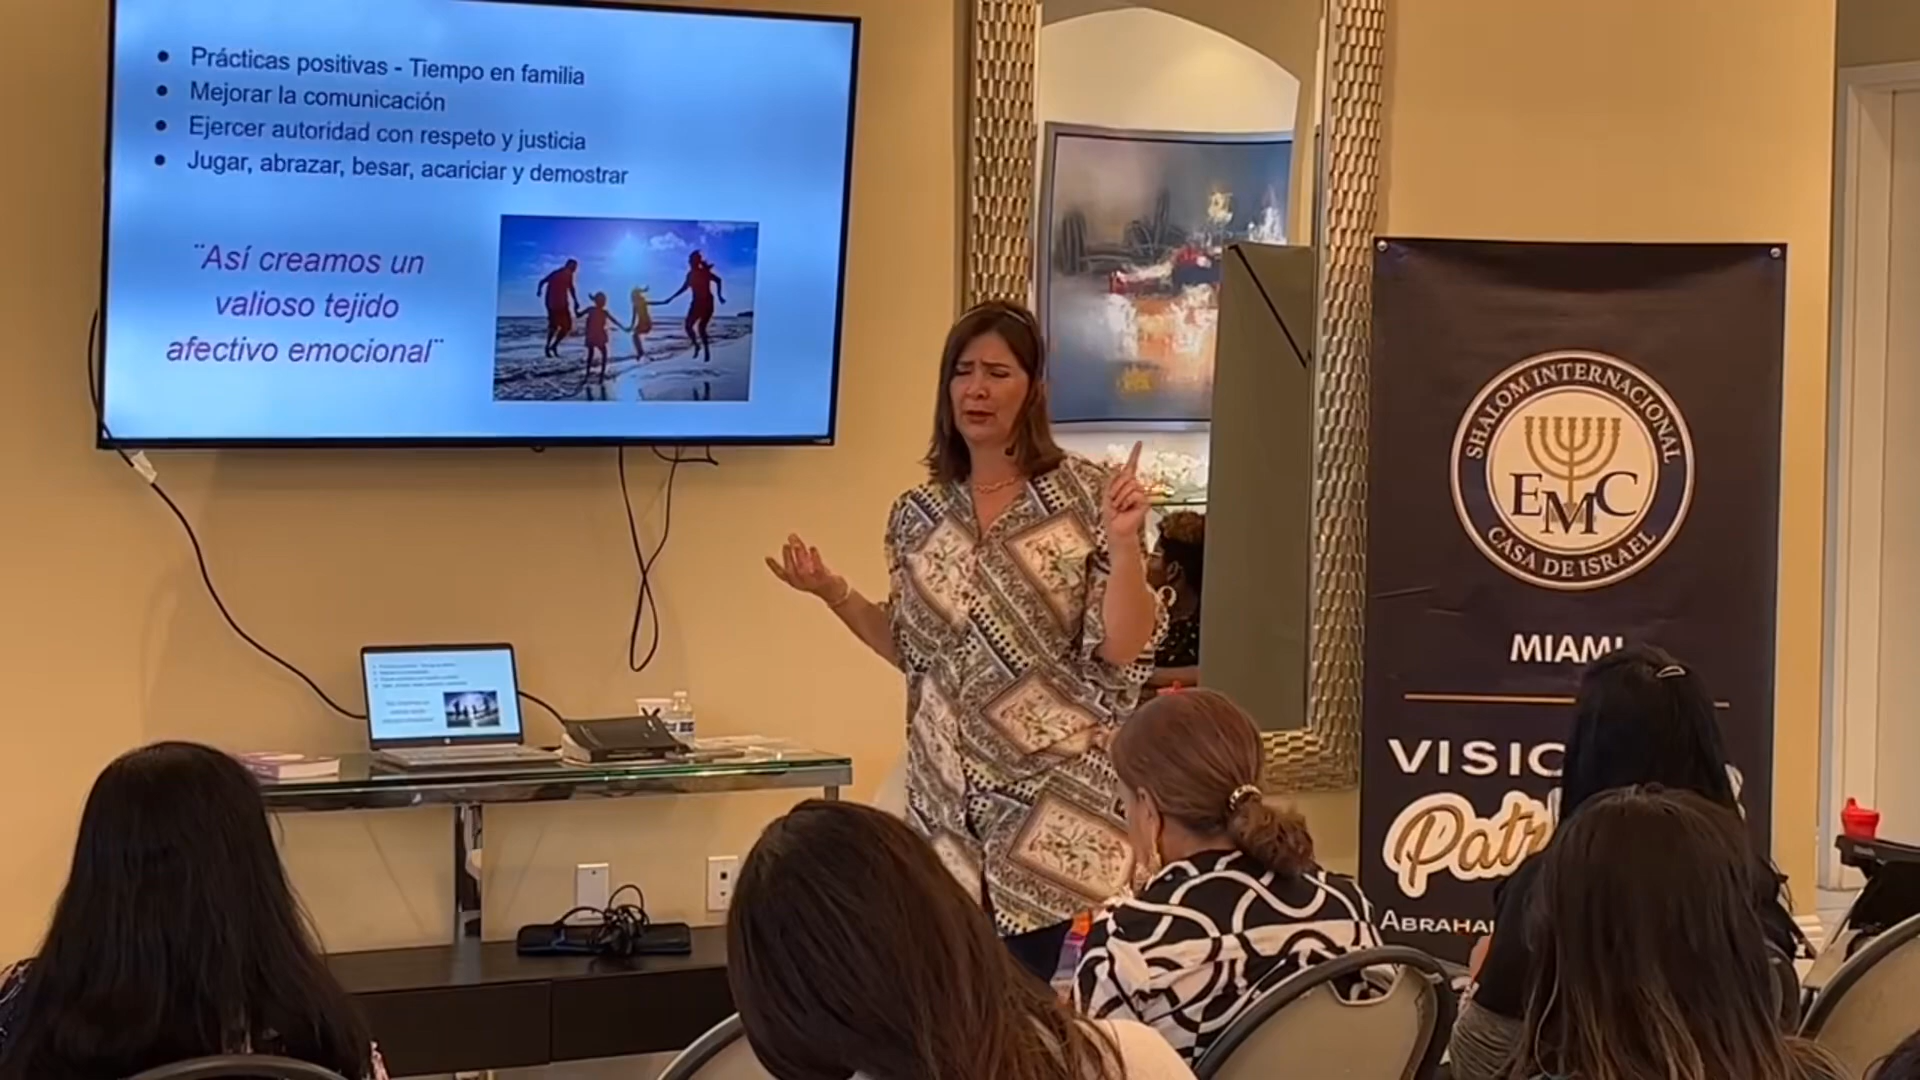 Prácticas positivas - Tiempo en familia
Mejorar la comunicación
Ejercer autoridad con respeto y justicia
Jugar, abrazar, besar, acariciar y demostrar
¨Así creamos un
valioso tejido
afectivo emocional¨
SHALOM INTERNACIONAL
EMC
CASA DE ISRAEL
MIAMI